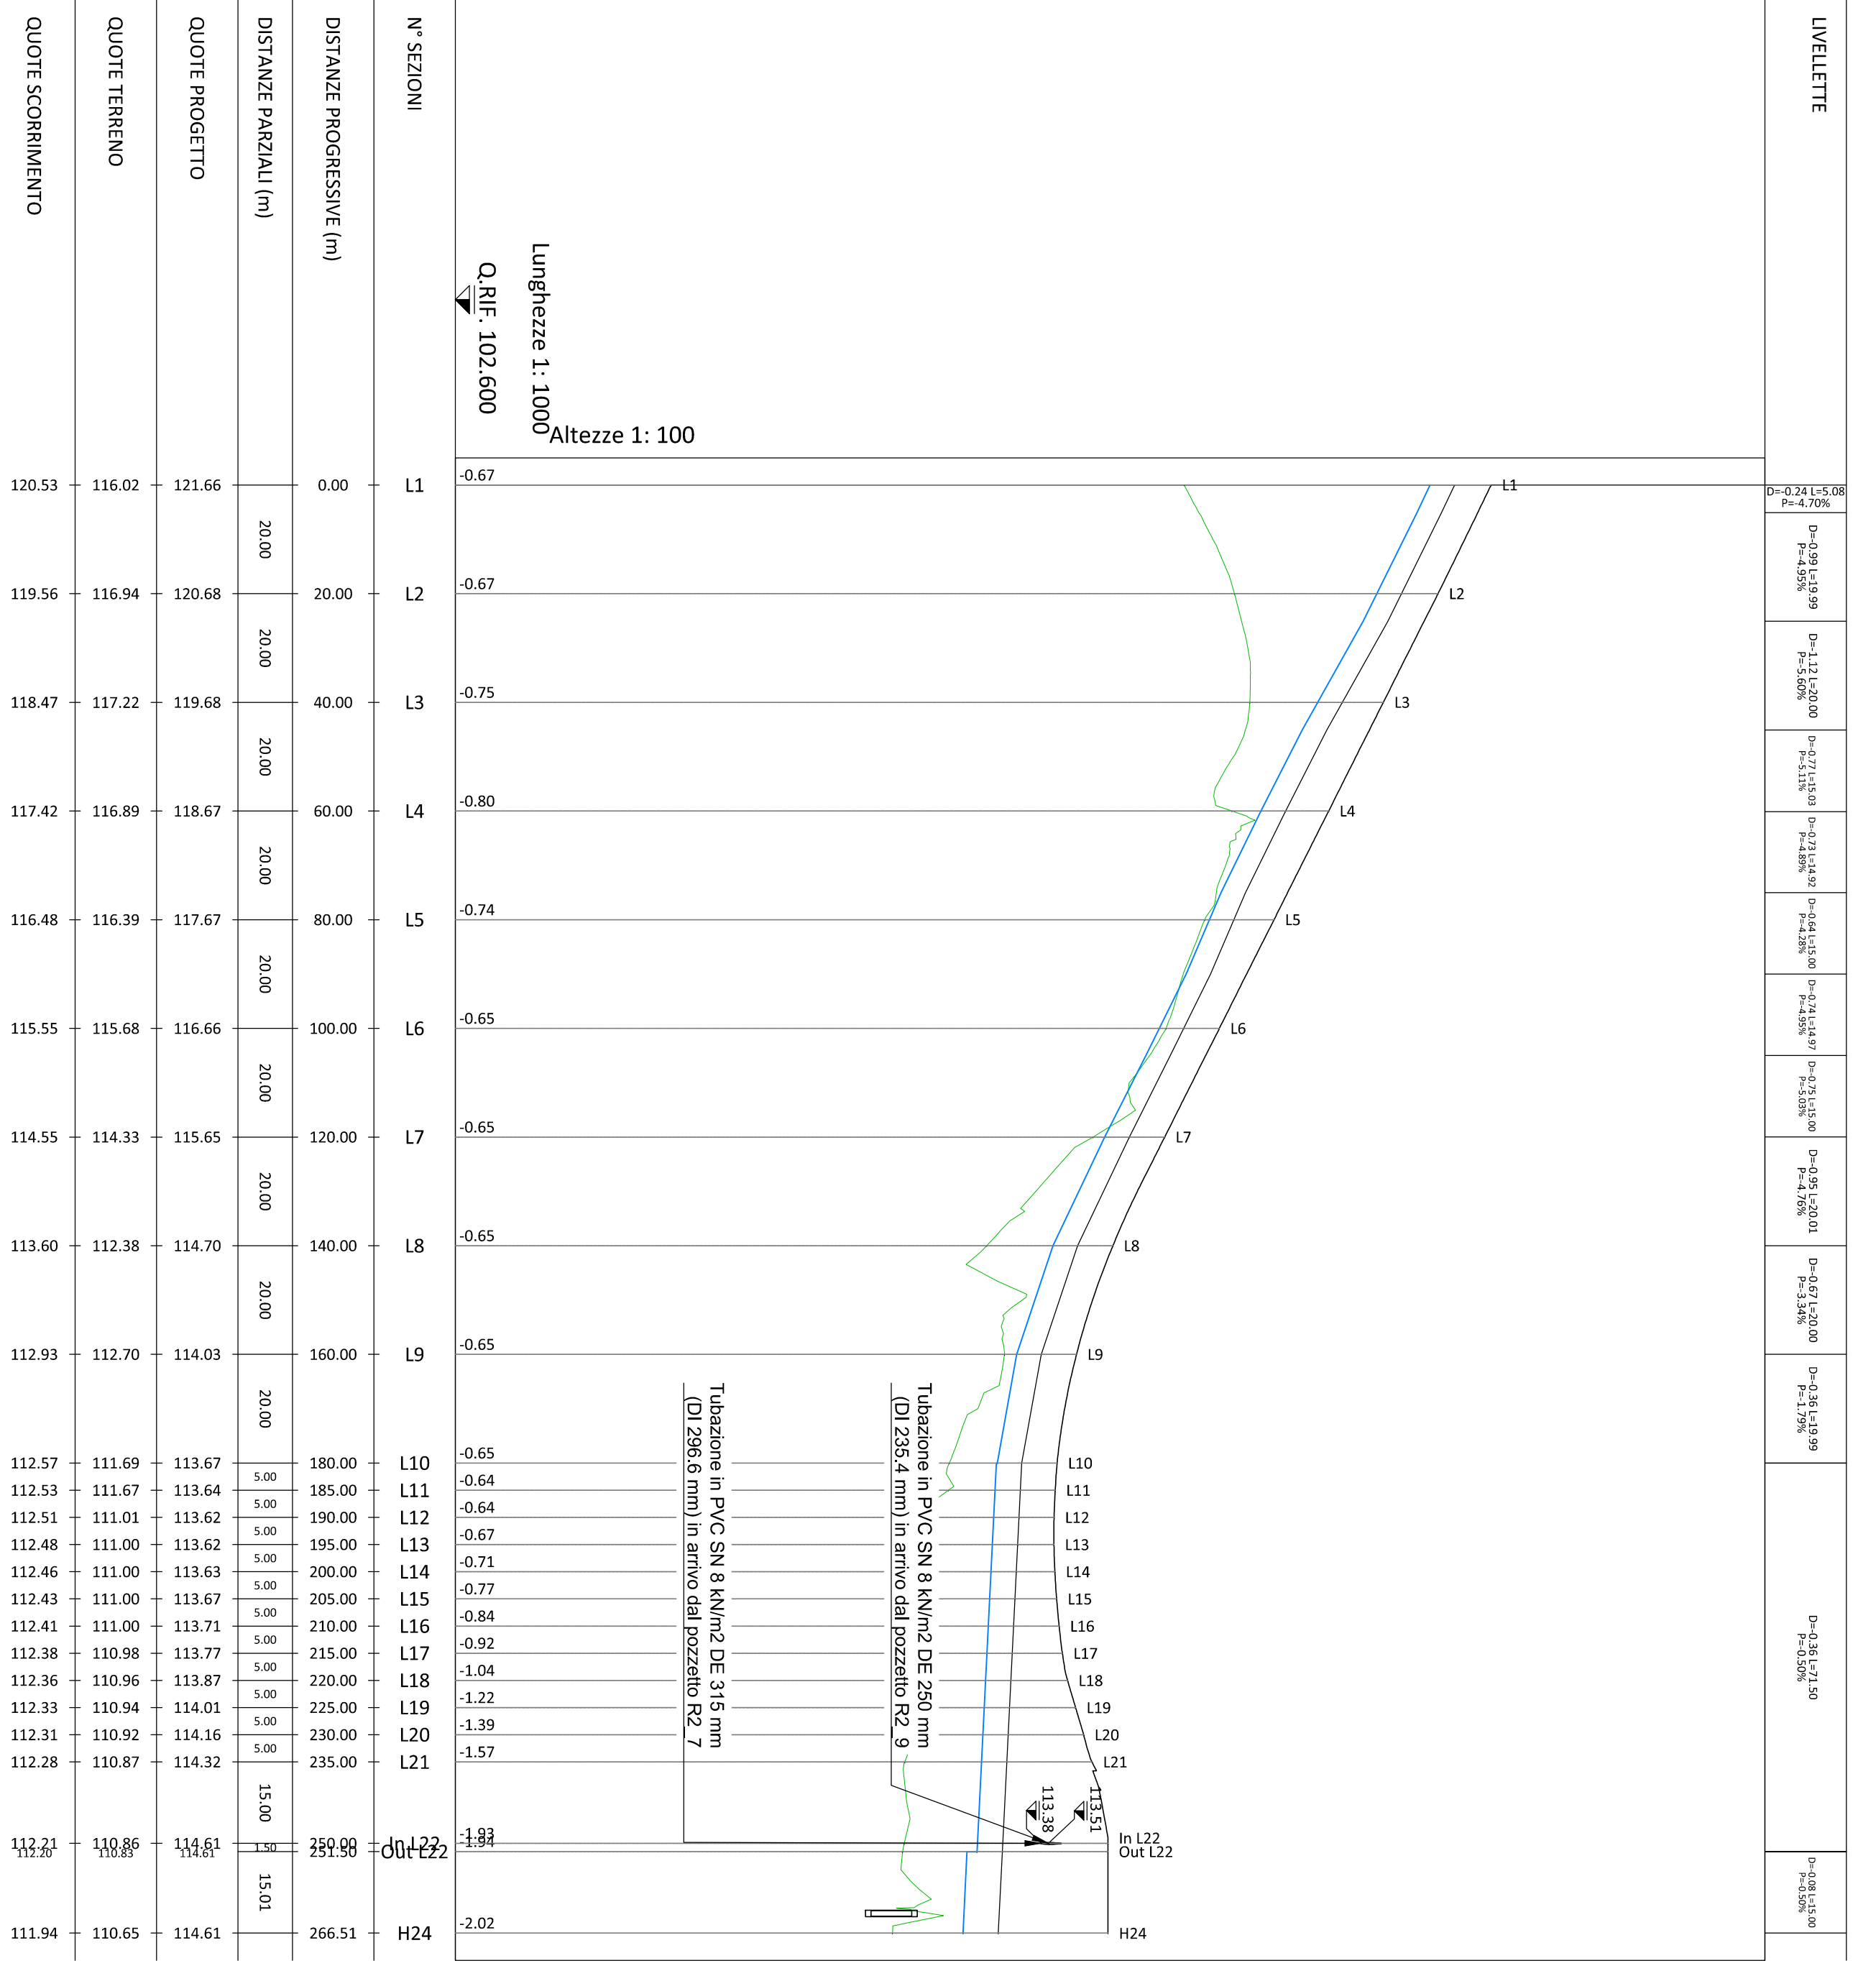 LIVELLETTE
D=-0.24 L=5.08
P=-4.70%
D=-0.99 L=19.99
P=-4.95%
D=-1.12 L=20.00
P=-5.60%
D=-0.77 L=15.03
P=-5.11%
D=-0.73 L=14.92
P=-4.89%
D=-0.64 L=15.00
P=-4.28%
D=-0.74 L=14.97
P=-4.95%
D=-0.75 L=15.00
P=-5.03%
D=-0.95 L=20.01
P=-4.76%
D=-0.67 L=20.00
P=-3.34%
D=-0.36 L=19.99
P=-1.79%
D=-0.36 L=71.50
P=-0.50%
D=-0.08 L=15.00
P=-0.50%
Lunghezze 1: 1000
Altezze 1: 100
Q.RIF. 102.600
L1
L2
L3
L4
L5
L6
L7
L8
L9
L10
L11
L12
L13
L14
L15
L16
L17
L18
L19
L20
L21
In L22
Out L22
H24
113.51
113.38
Tubazione in PVC SN 8 kN/m2 DE 250 mm
(DI 235.4 mm) in arrivo dal pozzetto R2_9
Tubazione in PVC SN 8 kN/m2 DE 315 mm
(DI 296.6 mm) in arrivo dal pozzetto R2_7
-0.67
-0.67
-0.75
-0.80
-0.74
-0.65
-0.65
-0.65
-0.65
-0.65
-0.64
-0.64
-0.67
-0.71
-0.77
-0.84
-0.92
-1.04
-1.22
-1.39
-1.57
-1.93
-1.94
-2.02
N° SEZIONI
L1
L2
L3
L4
L5
L6
L7
L8
L9
L10
L11
L12
L13
L14
L15
L16
L17
L18
L19
L20
L21
In L22
Out L22
H24
DISTANZE PROGRESSIVE (m)
0.00
20.00
40.00
60.00
80.00
100.00
120.00
140.00
160.00
180.00
185.00
190.00
195.00
200.00
205.00
210.00
215.00
220.00
225.00
230.00
235.00
250.00
251.50
266.51
DISTANZE PARZIALI (m)
20.00
20.00
20.00
20.00
20.00
20.00
20.00
20.00
20.00
5.00
5.00
5.00
5.00
5.00
5.00
5.00
5.00
5.00
5.00
5.00
15.00
1.50
15.01
QUOTE PROGETTO
121.66
120.68
119.68
118.67
117.67
116.66
115.65
114.70
114.03
113.67
113.64
113.62
113.62
113.63
113.67
113.71
113.77
113.87
114.01
114.16
114.32
114.61
114.61
114.61
QUOTE TERRENO
116.02
116.94
117.22
116.89
116.39
115.68
114.33
112.38
112.70
111.69
111.67
111.01
111.00
111.00
111.00
111.00
110.98
110.96
110.94
110.92
110.87
110.86
110.83
110.65
QUOTE SCORRIMENTO
120.53
119.56
118.47
117.42
116.48
115.55
114.55
113.60
112.93
112.57
112.53
112.51
112.48
112.46
112.43
112.41
112.38
112.36
112.33
112.31
112.28
112.21
112.20
111.94